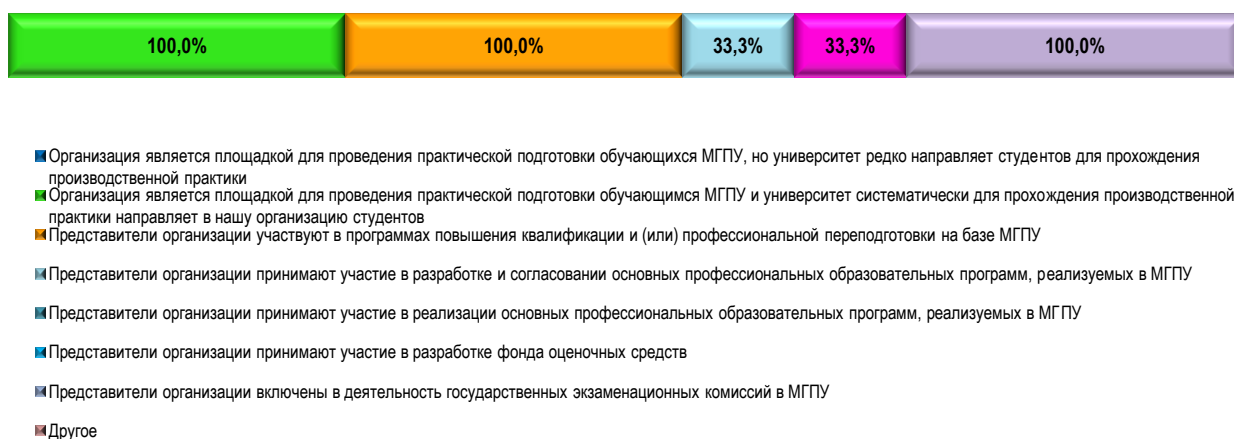 100,0% 100,0% 33,3% 33,3% 100,0%
Организация является площадкой для проведения практической подготовки обучающихся МГПУ, но университет редко направляет студентов для прохождения
производственной практики
Организация является площадкой для проведения практической подготовки обучающимся МГПУ и университет систематически для прохождения производственной
практики направляет в нашу организацию студентов
Представители организации участвуют в программах повышения квалификации и (или) профессиональной переподготовки на базе МГПУ
Представители организации принимают участие в разработке и согласовании основных профессиональных образовательных программ, реализуемых в МГПУ
Представители организации принимают участие в реализации основных профессиональных образовательных программ, реализуемых в МГПУ
Представители организации принимают участие в разработке фонда оценочных средств
Представители организации включены в деятельность государственных экзаменационных комиссий в МГПУ
Другое